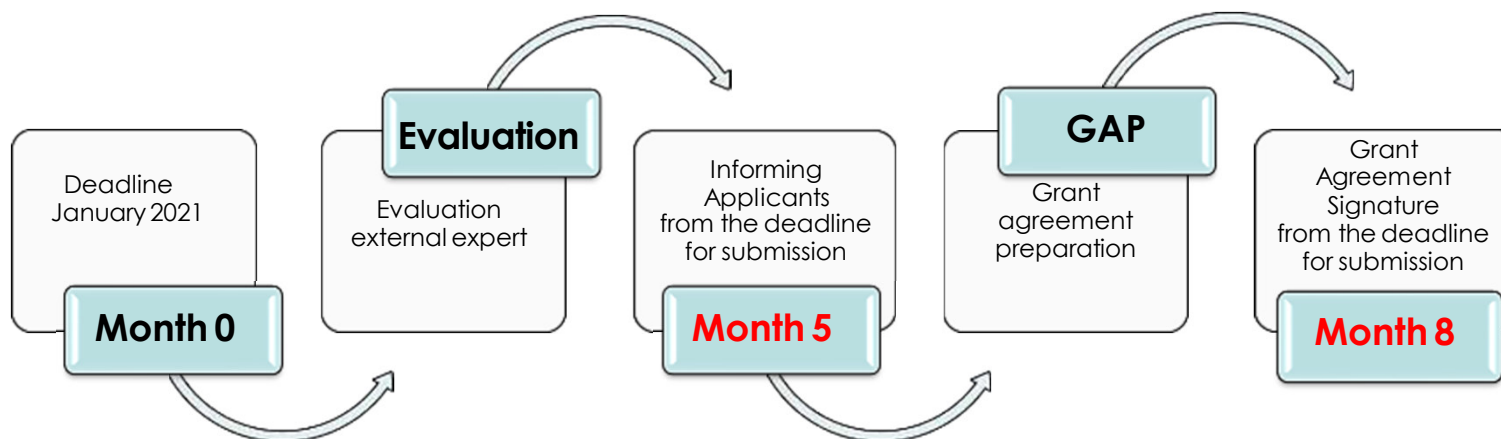 Deadline
January 2021
Month 0
Evaluation
Evaluation
external expert
Informing
Applicants
from the deadline
for submission
Month 5
GAP
Grant
agreement
preparation
Grant
Agreement
Signature
from the deadline
for submission
Month 8